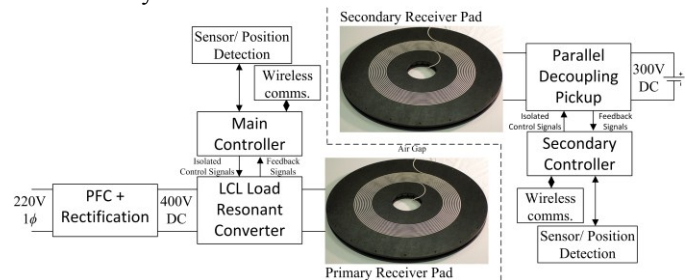 Secondary Receiver Pad
Sensor/ Position
Detection
Wireless
comms.
Main
Controller
Isolated
Control Signals
Feedback
Signals
220V
1ϕ
PFC +
Rectification
400V
DC
LCL Load
Resonant
Converter
Air Gap
Primary Receiver Pad
Parallel
Decoupling
Pickup
300V
DC
+
-
Isolated
Control Signals
Feedback
Signals
Secondary
Controller
Wireless
comms.
Sensor/ Position
Detection